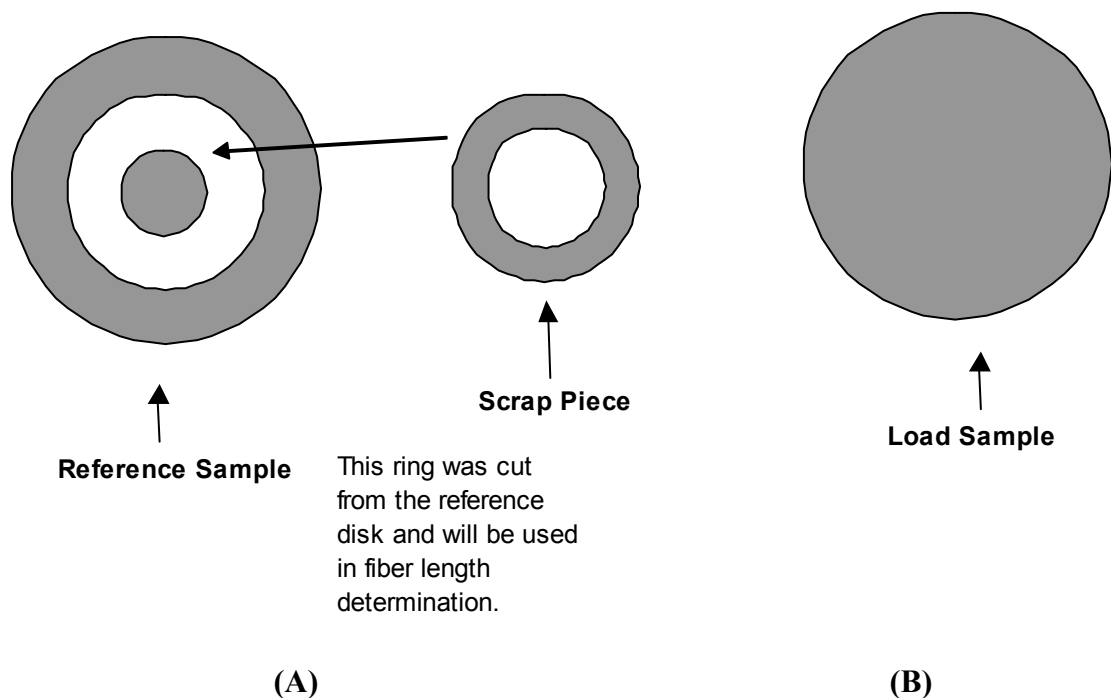 Scrap Piece
Load Sample
Reference Sample
This ring was cut
from the reference
disk and will be used
in fiber length
determination.
(A)
(B)